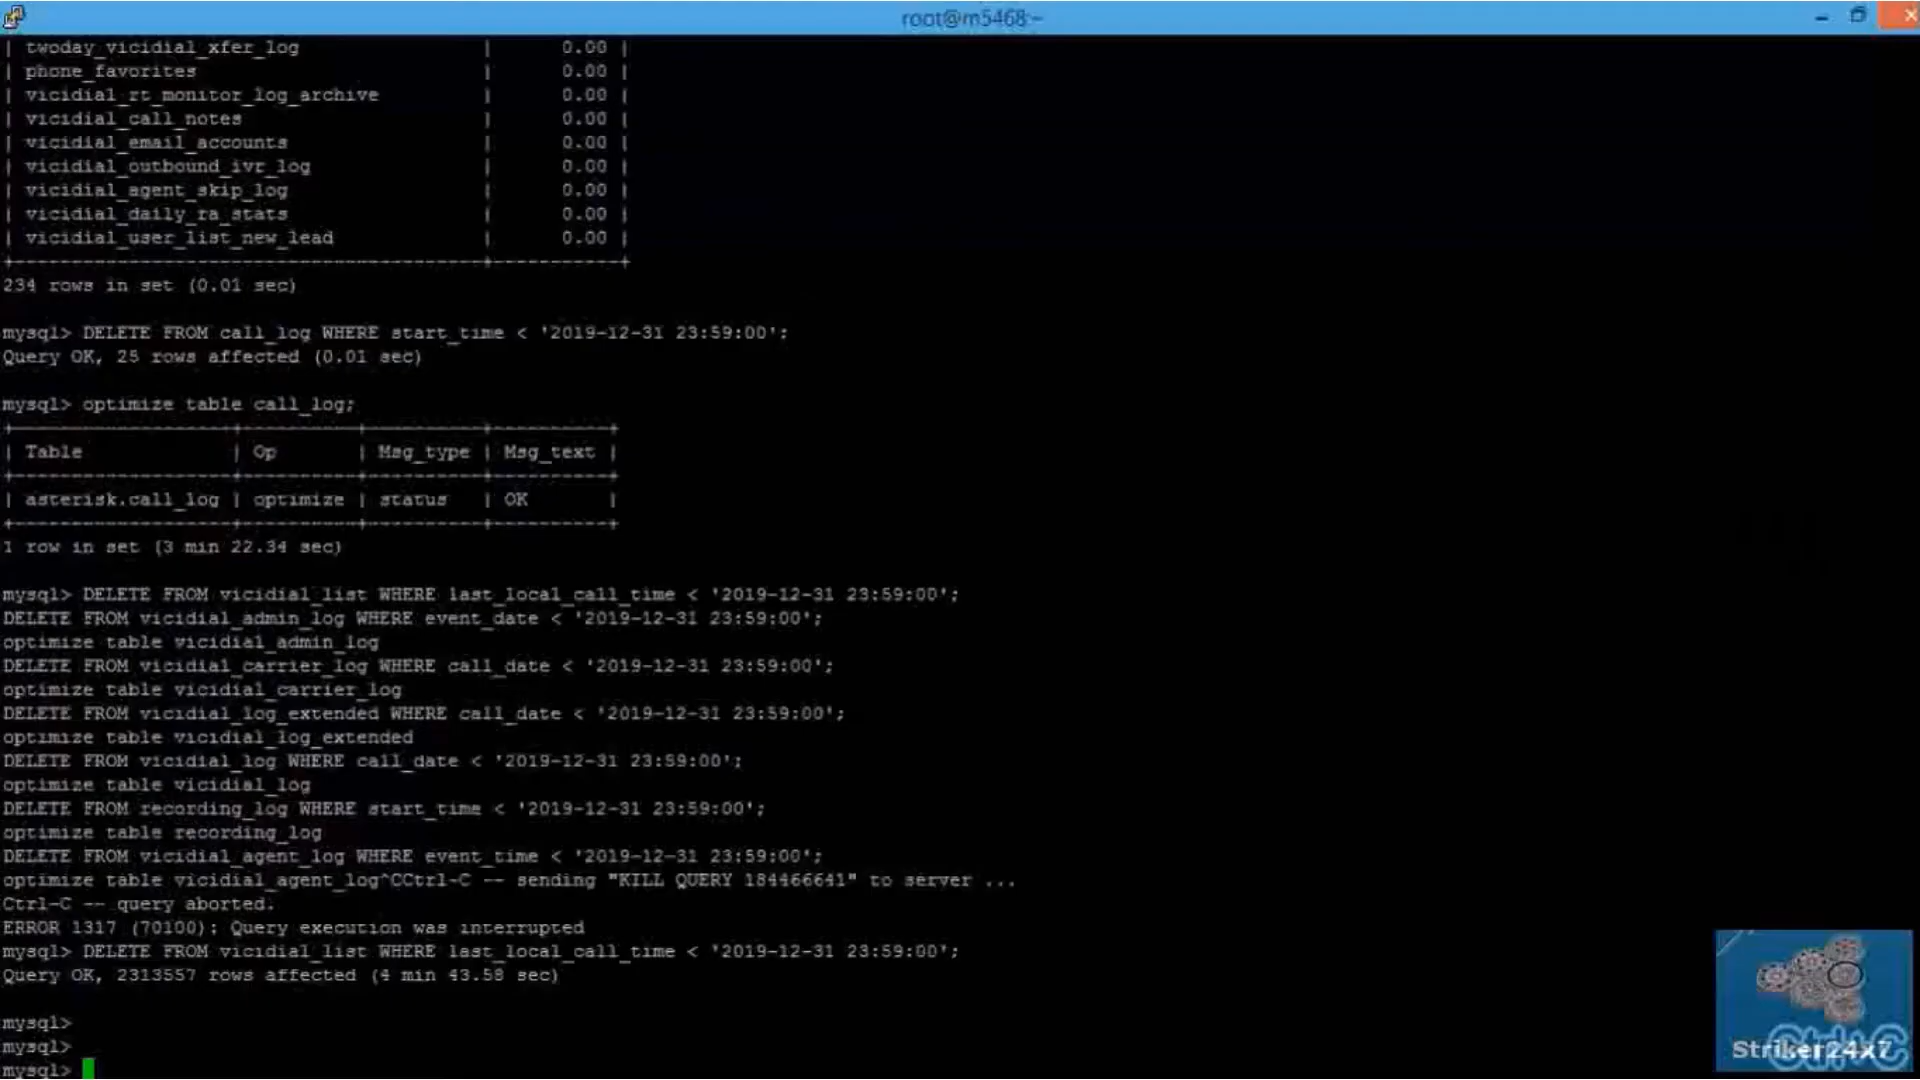 root@m5468:~
| twoday_vicidial_xfer_log | 0.00 |
| phone_favorites | 0.00 |
| vicidial_rt_monitor_log_archive | 0.00 |
| vicidial_call_notes | 0.00 |
| vicidial_email_accounts | 0.00 |
| vicidial_outbound_ivr_log | 0.00 |
| vicidial_agent_skip_log | 0.00 |
| vicidial_daily_ra_stats | 0.00 |
| vicidial_user_list_new_lead | 0.00 |
234 rows in set (0.01 sec)
mysql> DELETE FROM call_log WHERE start_time < '2019-12-31 23:59:00';
Query OK, 25 rows affected (0.01 sec)
mysql> optimize table call_log;
| Table | Op | Msg_type | Msg_text |
| asterisk.call_log | optimize | status | OK |
1 row in set (3 min 22.34 sec)
mysql> DELETE FROM vicidial_list WHERE last_local_call_time < '2019-12-31 23:59:00';
DELETE FROM vicidial_admin_log WHERE event_date < '2019-12-31 23:59:00';
optimize table vicidial_admin_log
DELETE FROM vicidial_carrier_log WHERE call_date < '2019-12-31 23:59:00';
optimize table vicidial_carrier_log
DELETE FROM vicidial_log_extended WHERE call_date < '2019-12-31 23:59:00';
optimize table vicidial_log_extended
DELETE FROM vicidial_log WHERE call_date < '2019-12-31 23:59:00';
optimize table vicidial_log
DELETE FROM recording_log WHERE start_time < '2019-12-31 23:59:00';
optimize table recording_log
DELETE FROM vicidial_agent_log WHERE event_time < '2019-12-31 23:59:00';
optimize table vicidial_agent_log^CCtrl-C -- sending "KILL QUERY 184466641" to server ...
Ctrl-C -- query aborted.
ERROR 1317 (70100): Query execution was interrupted
mysql> DELETE FROM vicidial_list WHERE last_local_call_time < '2019-12-31 23:59:00';
Query OK, 2313557 rows affected (4 min 43.58 sec)
mysql>
mysql>
mysql>
Striker24x7
Ctrl+C